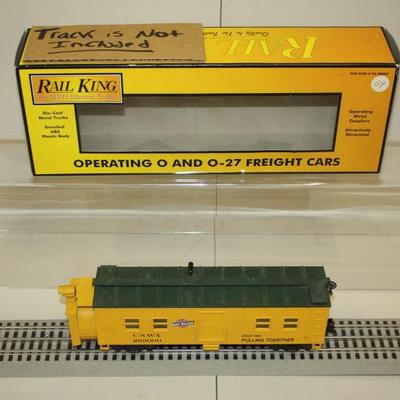 Track is Not
Included
RAIL
RAIL KING
Die-Cast
Metal Trucks
Detailed
ABS
Plastic Body
Operating
Metal
Couplers
Attractively
Decorated
OPERATING O AND O-27 FREIGHT CARS
C.N.W.X.
PULLING TOGETHER